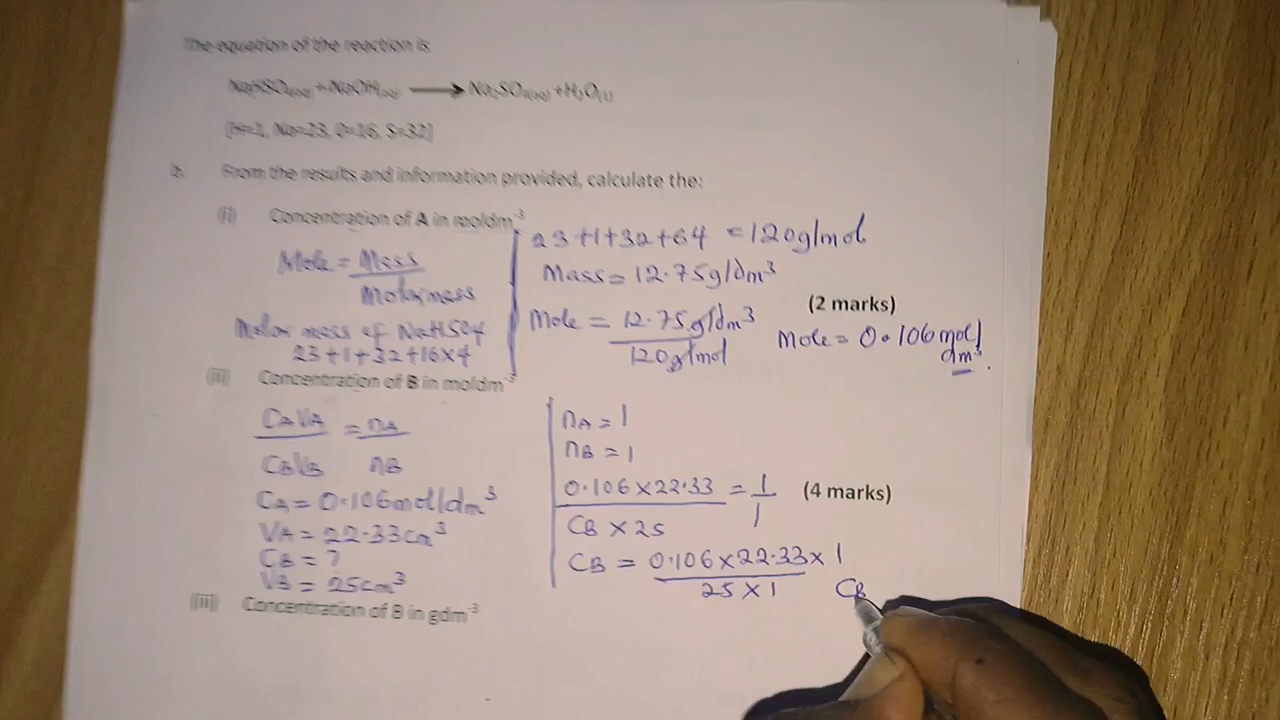 The equation of the reaction is
NaHSO4(aq) + NaOH(aq) ⟶ Na2SO4(aq) + H2O(l)
[H=1, Na=23, O=16, S=32]
b. From the results and information provided, calculate the:
(i) Concentration of A in moldm-3
Mole = Mass
Molarmass
Molar mass of NaHSO4
23+1+32+16×4
23+1+32+64 = 120g/mol
Mass = 12.75g/dm3
(2 marks)
Mole = 12.75g/dm3
120g/mol
Mole = 0.106mol/
dm3.
(ii) Concentration of B in moldm-3
CAVA = nA
CBVB nB
CA = 0.106mol/dm3
VA = 22.33cm3
CB = ?
VB = 25cm3
nA = 1
nB = 1
0.106×22.33 = 1
CB × 25 1
(4 marks)
CB = 0.106×22.33×1
25×1
CB
(iii) Concentration of B in gdm-3